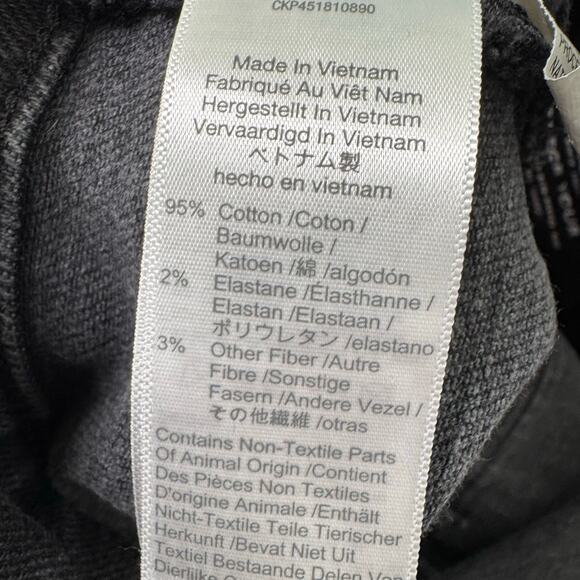 CKP451810890
Made In Vietnam
Fabriqué Au Viêt Nam
Hergestellt In Vietnam
Vervaardigd In Vietnam
ベトナム製
hecho en vietnam
95% Cotton /Coton /
Baumwolle /
Katoen /綿 /algodón
2% Elastane /Élasthanne /
Elastan /Elastaan /
ポリウレタン /elastano
3% Other Fiber /Autre
Fibre /Sonstige
Fasern /Andere Vezel /
その他繊維 /otras
Contains Non-Textile Parts
Of Animal Origin /Contient
Des Pièces Non Textiles
D'origine Animale /Enthält
Nicht-Textile Teile Tierischer
Herkunft /Bevat Niet Uit
Textiel Bestaande Delen Van
Dierlijke